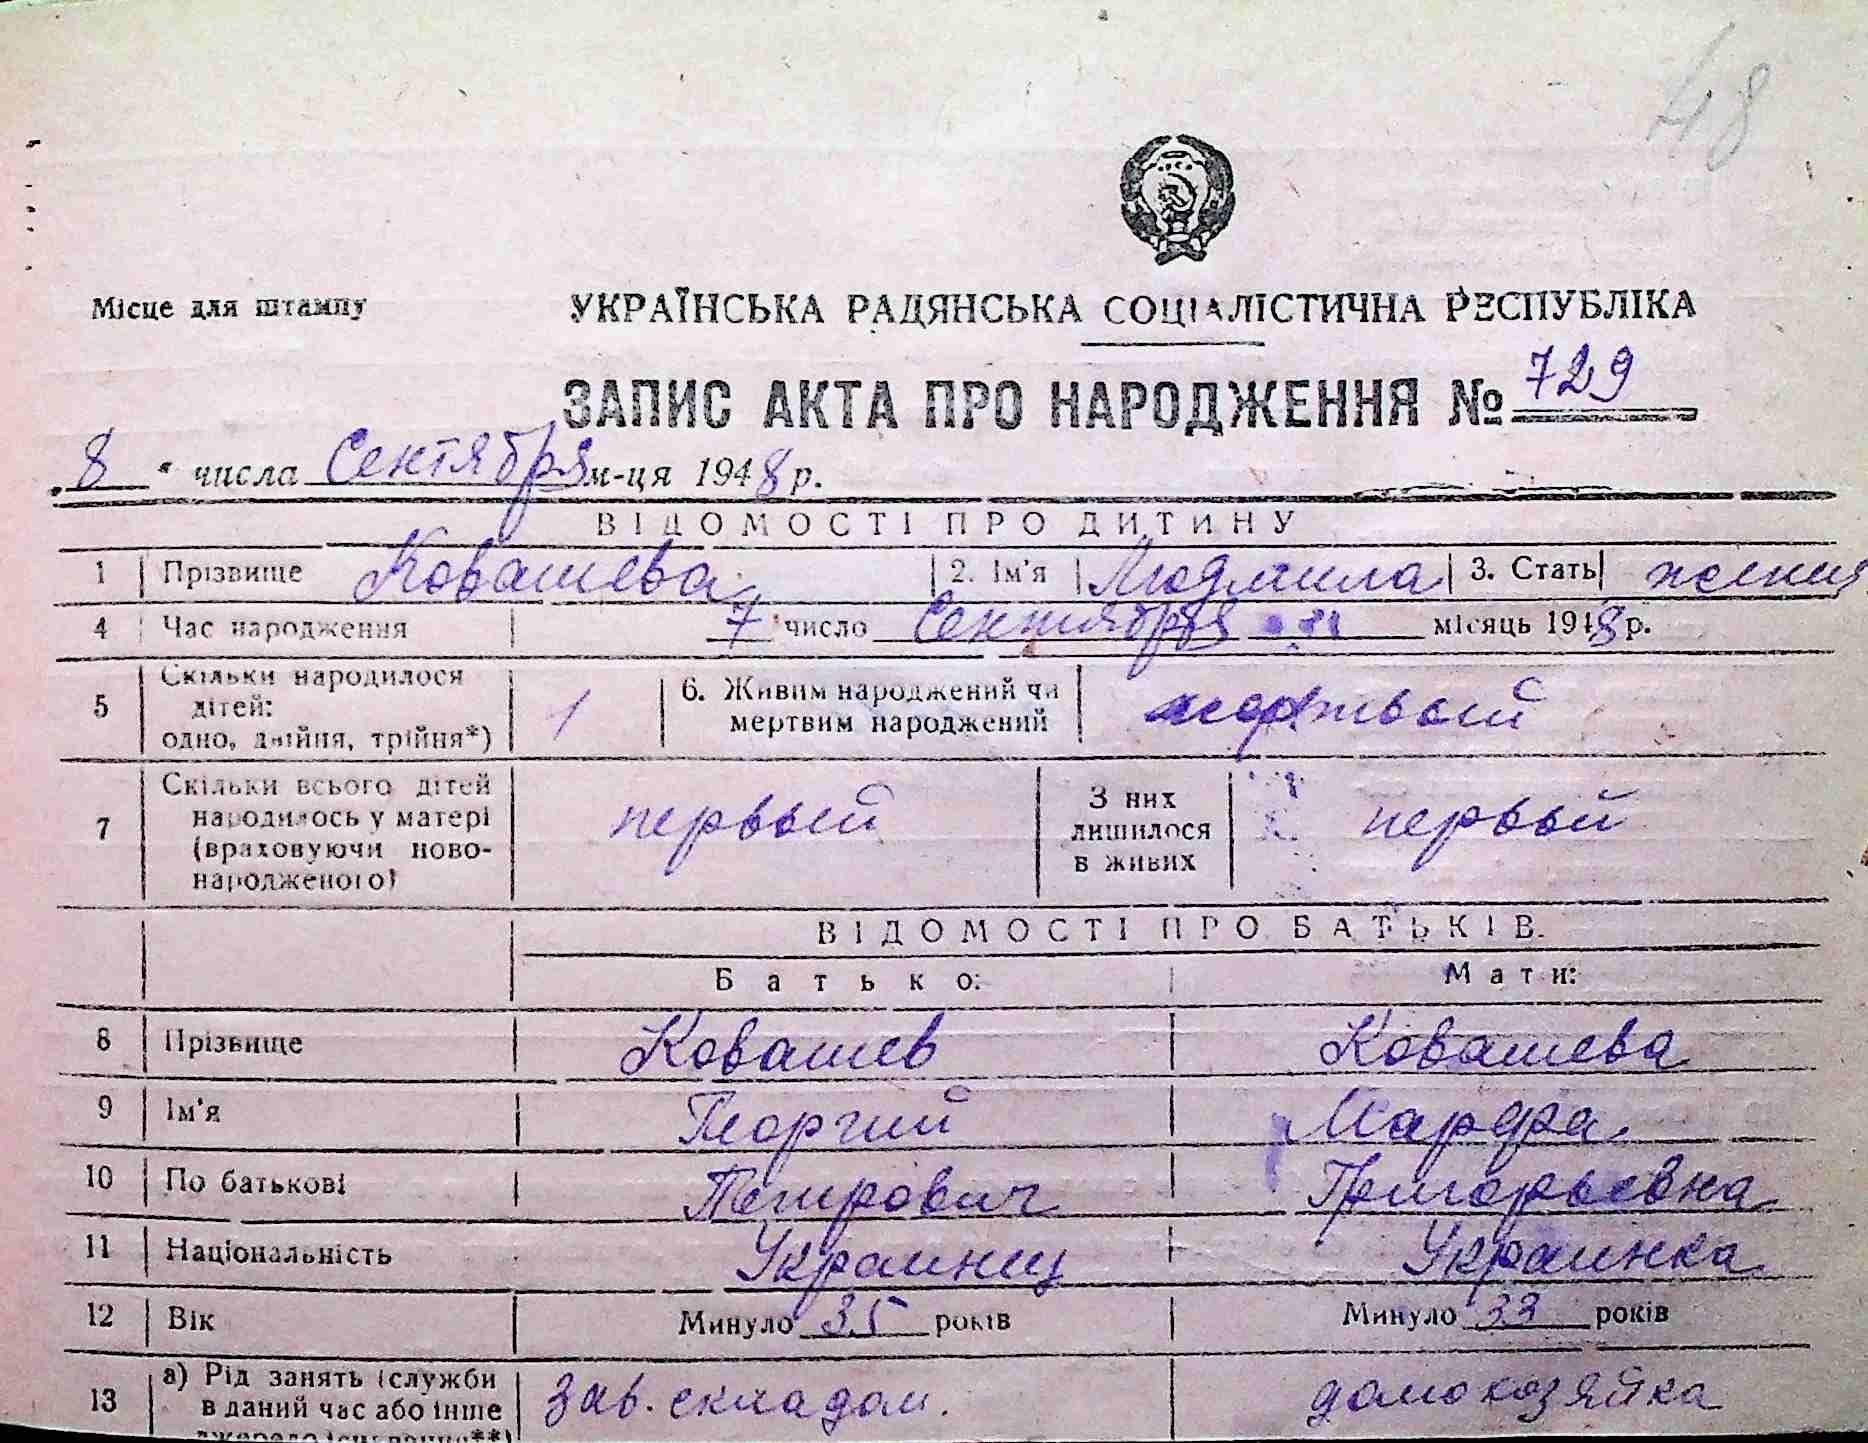 48
Місце для штампу
УКРАЇНСЬКА РАДЯНСЬКА СОЦІАЛІСТИЧНА РЕСПУБЛІКА
ЗАПИС АКТА ПРО НАРОДЖЕННЯ № 729
8 " числа Сентября м-ця 1948 р.
ВІДОМОСТІ ПРО ДИТИНУ
1 Прізвище Ковашева 2. Ім'я Людмила 3. Стать женщ
4 Час народження 7 число Сентября місяць 1948 р.
5 Скільки народилося дітей: одно, двійня, трійня*) 1 6. Живим народжений чи мертвим народжений мертвый
7 Скільки всього дітей народилось у матері (враховуючи ново-народженого) первый З них лишилося в живих первый
ВІДОМОСТІ ПРО БАТЬКІВ.
Батько: Мати:
8 Прізвище Ковашев Ковашева
9 Ім'я Георгий Марфа
10 По батькові Петрович Григорьевна
11 Національність Украинец Украинка
12 Вік Минуло 35 років Минуло 33 років
13 а) Рід занять (служби в даний час або інше джерело існування**) зав. складом. домохозяйка